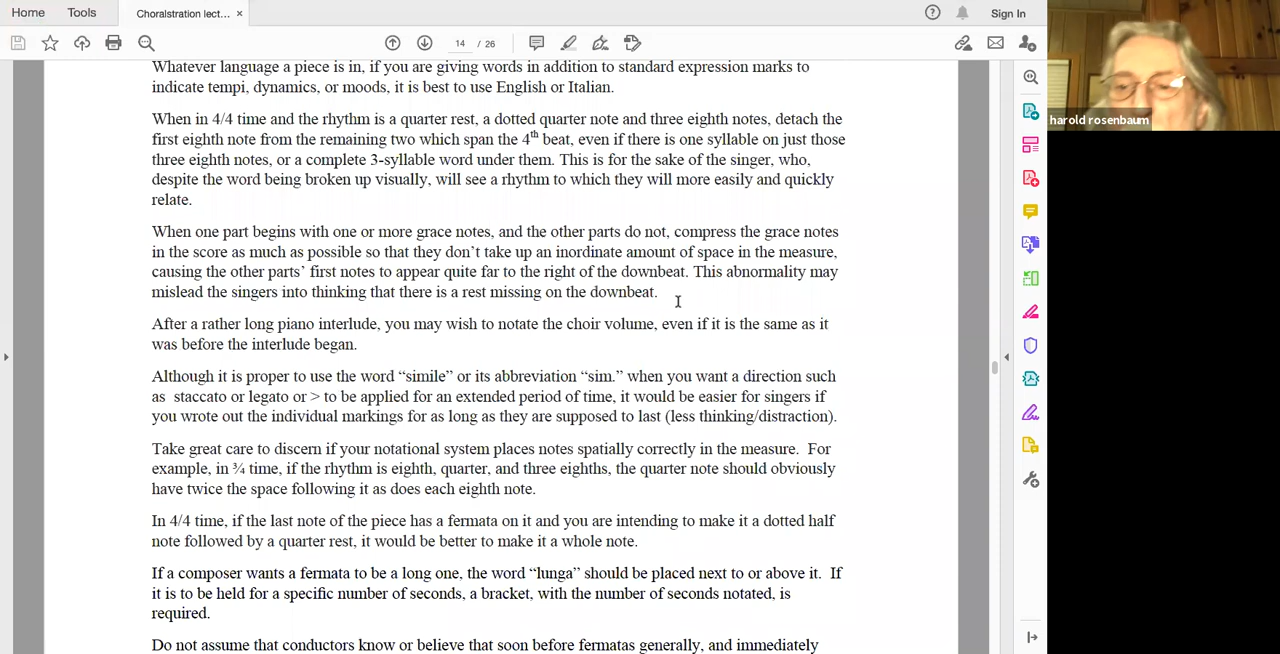 Home
Tools
Choralstration lect...
×
Sign In
14 / 26
Whatever language a piece is in, if you are giving words in addition to standard expression marks to
indicate tempi, dynamics, or moods, it is best to use English or Italian.
When in 4/4 time and the rhythm is a quarter rest, a dotted quarter note and three eighth notes, detach the
first eighth note from the remaining two which span the 4th beat, even if there is one syllable on just those
three eighth notes, or a complete 3-syllable word under them. This is for the sake of the singer, who,
despite the word being broken up visually, will see a rhythm to which they will more easily and quickly
relate.
When one part begins with one or more grace notes, and the other parts do not, compress the grace notes
in the score as much as possible so that they don't take up an inordinate amount of space in the measure,
causing the other parts' first notes to appear quite far to the right of the downbeat. This abnormality may
mislead the singers into thinking that there is a rest missing on the downbeat.
After a rather long piano interlude, you may wish to notate the choir volume, even if it is the same as it
was before the interlude began.
Although it is proper to use the word “simile” or its abbreviation “sim.” when you want a direction such
as staccato or legato or > to be applied for an extended period of time, it would be easier for singers if
you wrote out the individual markings for as long as they are supposed to last (less thinking/distraction).
Take great care to discern if your notational system places notes spatially correctly in the measure. For
example, in ¾ time, if the rhythm is eighth, quarter, and three eighths, the quarter note should obviously
have twice the space following it as does each eighth note.
In 4/4 time, if the last note of the piece has a fermata on it and you are intending to make it a dotted half
note followed by a quarter rest, it would be better to make it a whole note.
If a composer wants a fermata to be a long one, the word “lunga” should be placed next to or above it. If
it is to be held for a specific number of seconds, a bracket, with the number of seconds notated, is
required.
Do not assume that conductors know or believe that soon before fermatas generally, and immediately
harold rosenbaum